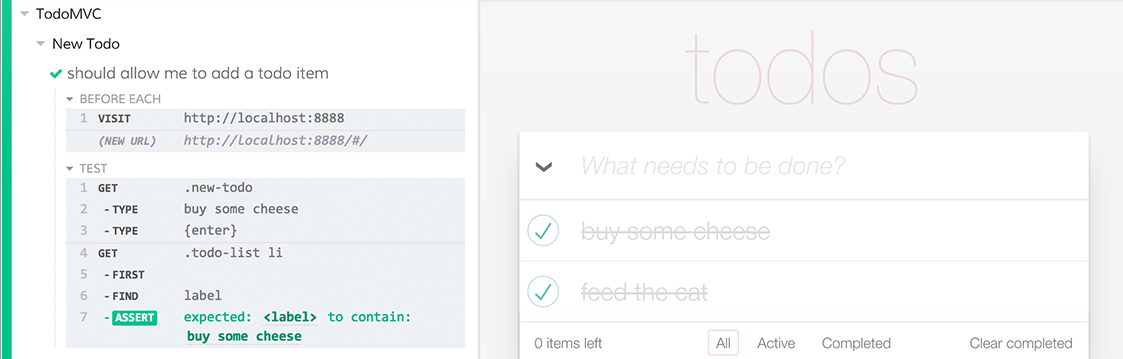 TodoMVC
New Todo
should allow me to add a todo item
BEFORE EACH
1 VISIT http://localhost:8888
(NEW URL) http://localhost:8888/#/
TEST
1 GET .new-todo
2 - TYPE buy some cheese
3 - TYPE {enter}
4 GET .todo-list li
5 - FIRST
6 - FIND label
7 - ASSERT expected: <label> to contain:
buy some cheese
todos
What needs to be done?
buy some cheese
feed the cat
0 items left All Active Completed Clear completed